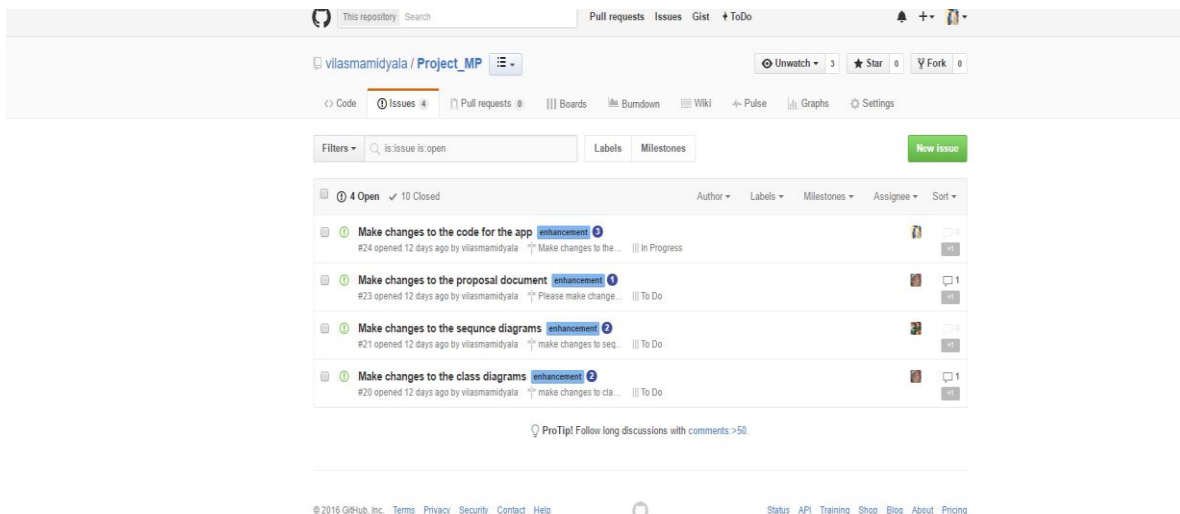 This repository Search Pull requests Issues Gist ToDo
vilasmamidyala / Project_MP Unwatch 3 Star 0 Fork 0
<> Code Issues 4 Pull requests 0 Boards Burndown Wiki Pulse Graphs Settings
Filters is:issue is:open Labels Milestones New issue
4 Open 10 Closed Author Labels Milestones Assignee Sort
Make changes to the code for the app enhancement 3
#24 opened 12 days ago by vilasmamidyala Make changes to the... In Progress 0 +1
Make changes to the proposal document enhancement 1 1
#23 opened 12 days ago by vilasmamidyala Please make change... To Do +1
Make changes to the sequnce diagrams enhancement 2 0
#21 opened 12 days ago by vilasmamidyala make changes to seq... To Do +1
Make changes to the class diagrams enhancement 2 1
#20 opened 12 days ago by vilasmamidyala make changes to cla... To Do +1
ProTip! Follow long discussions with comments:>50.
© 2016 GitHub, Inc. Terms Privacy Security Contact Help Status API Training Shop Blog About Pricing